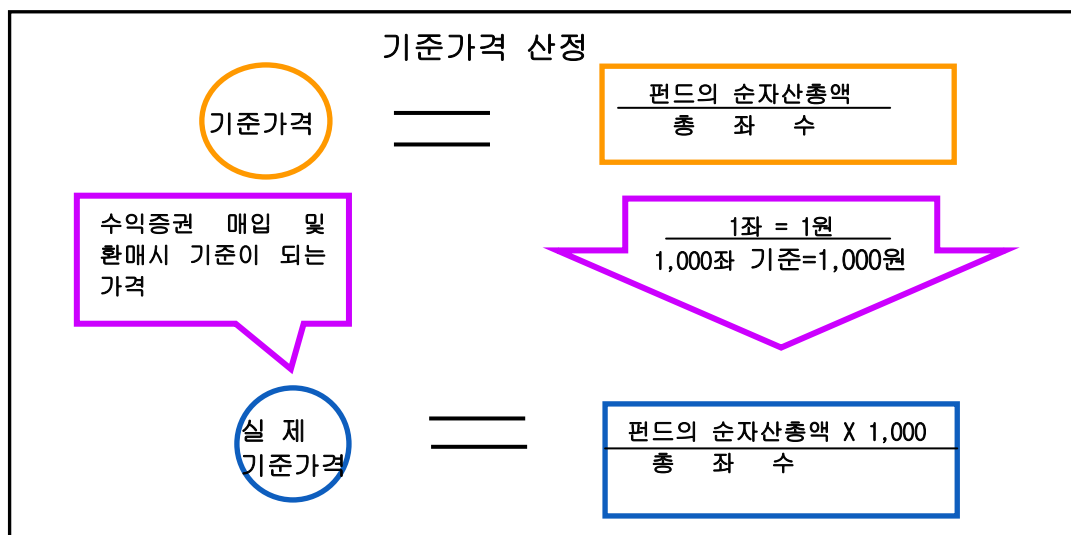 기준가격 산정
기준가격
펀드의 순자산총액
총 좌 수
수익증권 매입 및
환매시 기준이 되는
가격
1좌 = 1원
1,000좌 기준=1,000원
실 제
기준가격
펀드의 순자산총액 X 1,000
총 좌 수